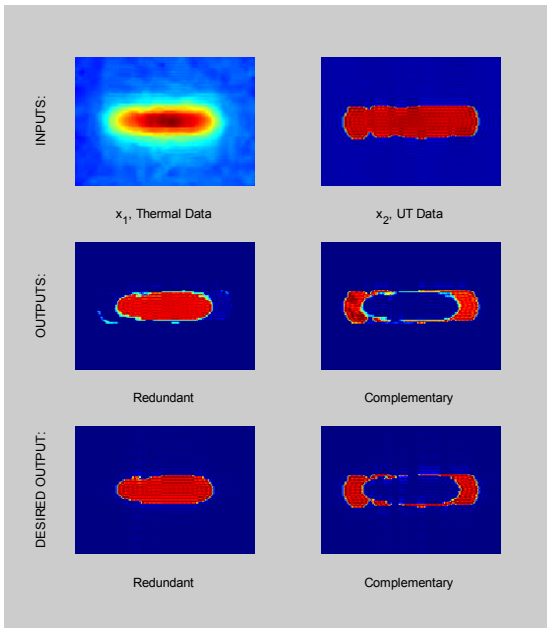 INPUTS:
x1, Thermal Data
x2, UT Data
OUTPUTS:
Redundant
Complementary
DESIRED OUTPUT:
Redundant
Complementary